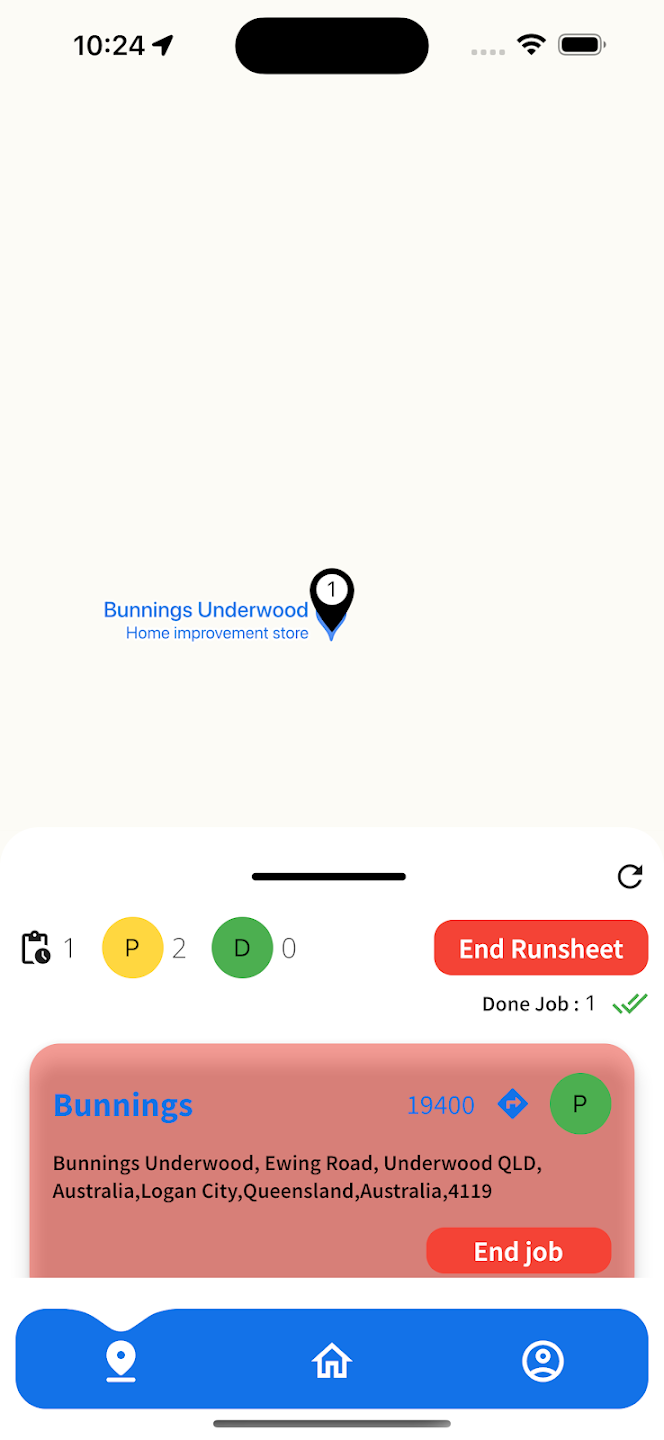 10:24
1
Bunnings Underwood
Home improvement store
1 P 2 D 0 End Runsheet
Done Job : 1
Bunnings 19400 P
Bunnings Underwood, Ewing Road, Underwood QLD,
Australia,Logan City,Queensland,Australia,4119
End job